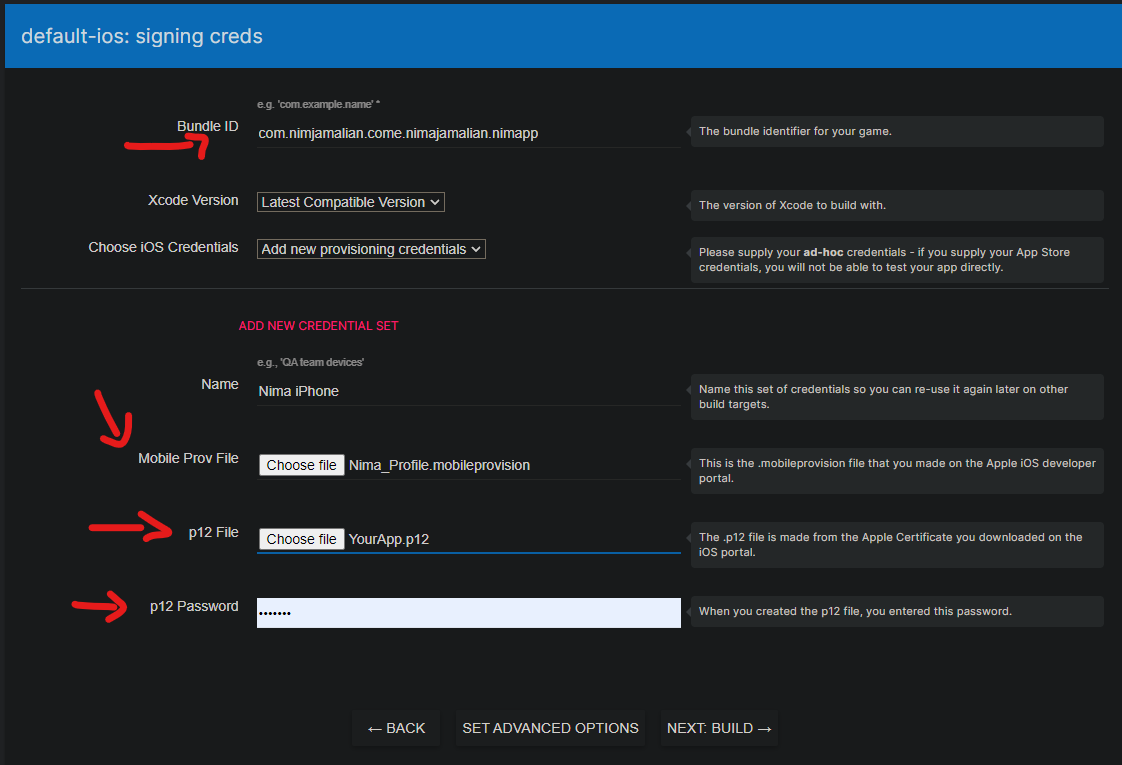 default-ios: signing creds
e.g. 'com.example.name' *
Bundle ID
com.nimjamalian.come.nimajamalian.nimapp
The bundle identifier for your game.
Xcode Version
Latest Compatible Version
The version of Xcode to build with.
Choose iOS Credentials
Add new provisioning credentials
Please supply your ad-hoc credentials - if you supply your App Store
credentials, you will not be able to test your app directly.
ADD NEW CREDENTIAL SET
e.g., 'QA team devices'
Name
Nima iPhone
Name this set of credentials so you can re-use it again later on other
build targets.
Mobile Prov File
Choose file Nima_Profile.mobileprovision
This is the .mobileprovision file that you made on the Apple iOS developer
portal.
p12 File
Choose file YourApp.p12
The .p12 file is made from the Apple Certificate you downloaded on the
iOS portal.
p12 Password
•••••••
When you created the p12 file, you entered this password.
← BACK
SET ADVANCED OPTIONS
NEXT: BUILD →